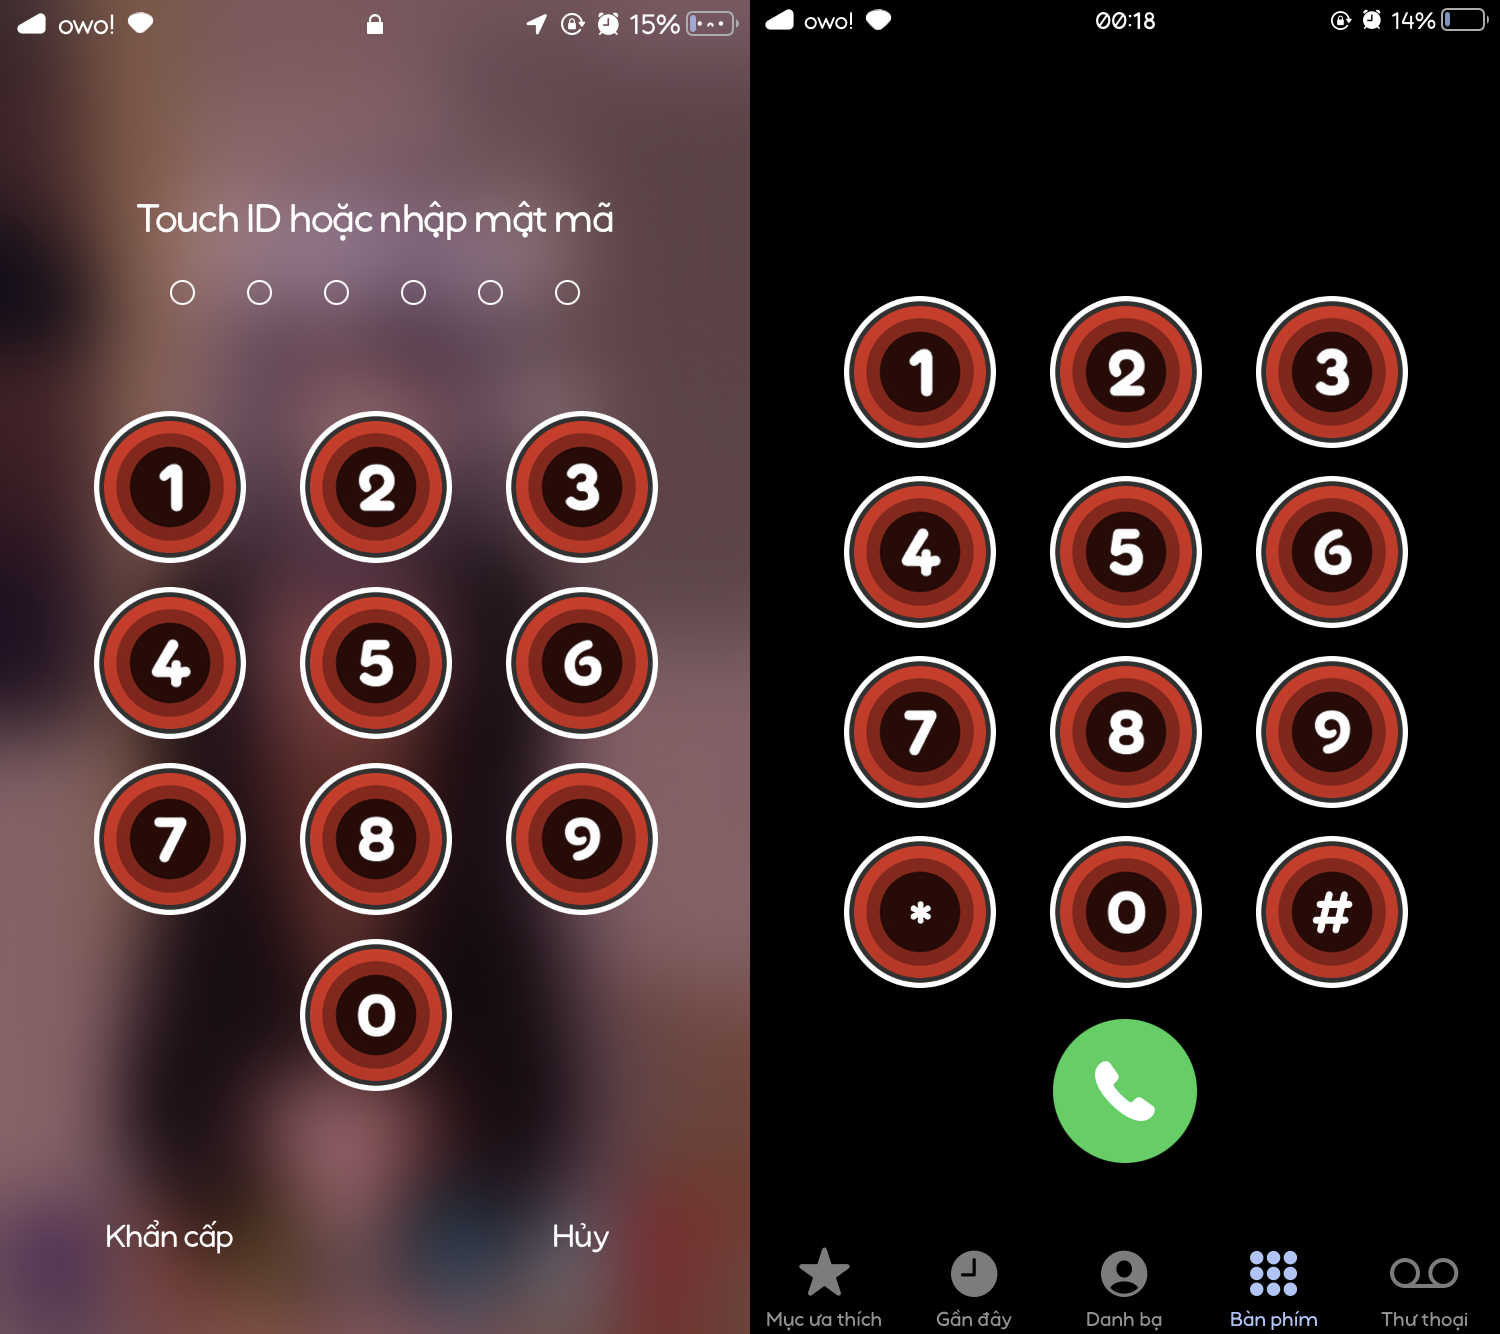 owo! 15%
Touch ID hoặc nhập mật mã
1 2 3
4 5 6
7 8 9
0
Khẩn cấp Hủy
owo! 00:18 14%
1 2 3
4 5 6
7 8 9
* 0 #
Mục ưa thích Gần đây Danh bạ Bàn phím Thư thoại